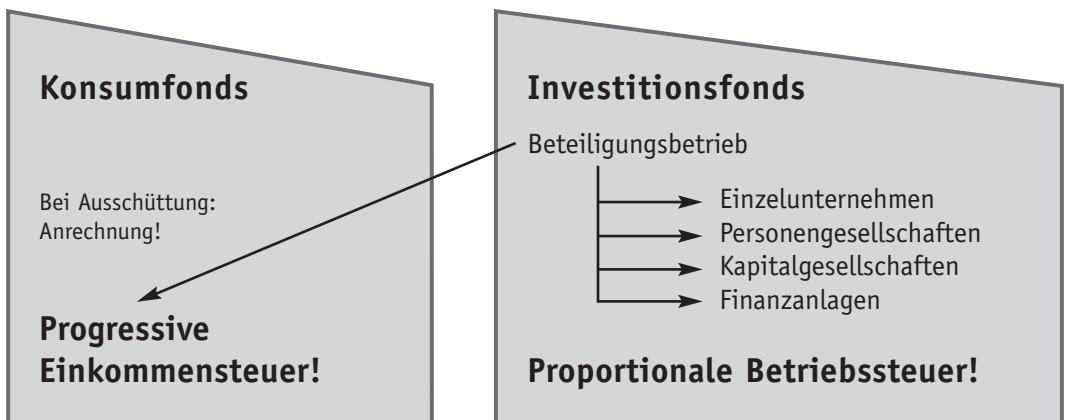 Konsumfonds
Bei Ausschüttung:
Anrechnung!
Progressive
Einkommensteuer!
Investitionsfonds
Beteiligungsbetrieb
Einzelunternehmen
Personengesellschaften
Kapitalgesellschaften
Finanzanlagen
Proportionale Betriebssteuer!